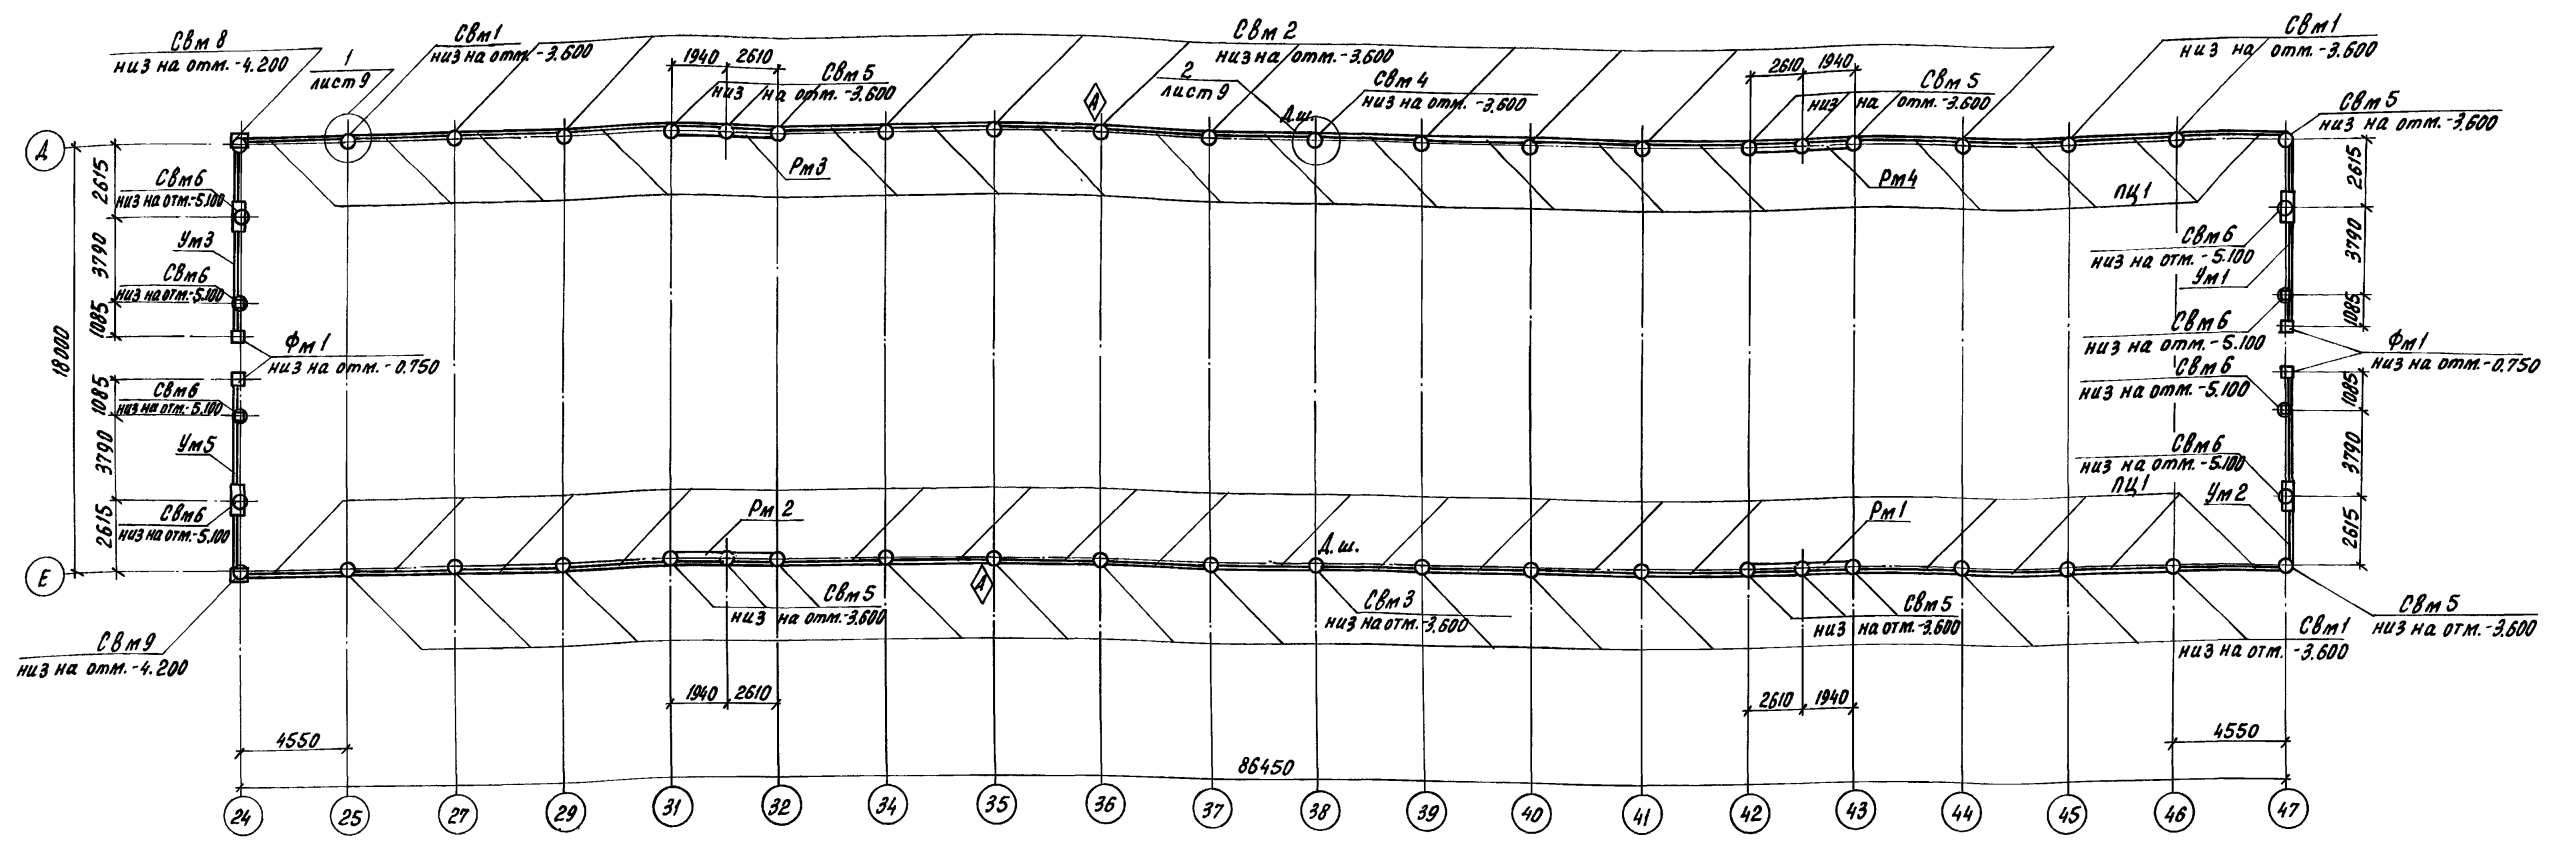 СВм 8
низ на отм. -4.200
1
лист 9
СВм1
низ на отм. -3.600
1940
2610
СВм 5
низ на отм. -3.600
СВм 2
низ на отм. -3.600
2
лист 9
СВм 4
низ на отм. -3.600
2610
1940
СВм 5
низ на отм. -3.600
СВм1
низ на отм. -3.600
СВм 5
низ на отм. -3.600
А
Д.ш.
Д
Рм3
Рм4
ПЦ1
2615
СВм6
низ на отм. -5.100
3790
Ум3
СВм6
низ на отм. -5.100
1085
18000
Фм1
низ на отм. -0.750
1085
СВм6
низ на отм. -5.100
3790
Ум5
СВм6
низ на отм. -5.100
2615
2615
СВм6
низ на отм. -5.100
3790
Ум1
1085
СВм6
низ на отм. -5.100
Фм1
низ на отм. -0.750
СВм6
низ на отм. -5.100
1085
СВм6
низ на отм. -5.100
3790
ПЦ1
Ум2
2615
Рм 2
Рм1
Д.ш.
Е
А
СВм 5
низ на отм. -3.600
СВм 3
низ на отм. -3.600
СВм 5
низ на отм. -3.600
СВм 5
низ на отм. -3.600
СВм1
низ на отм. -3.600
СВм9
низ на отм. -4.200
1940
2610
2610
1940
4550
4550
86450
24
25
27
29
31
32
34
35
36
37
38
39
40
41
42
43
44
45
46
47